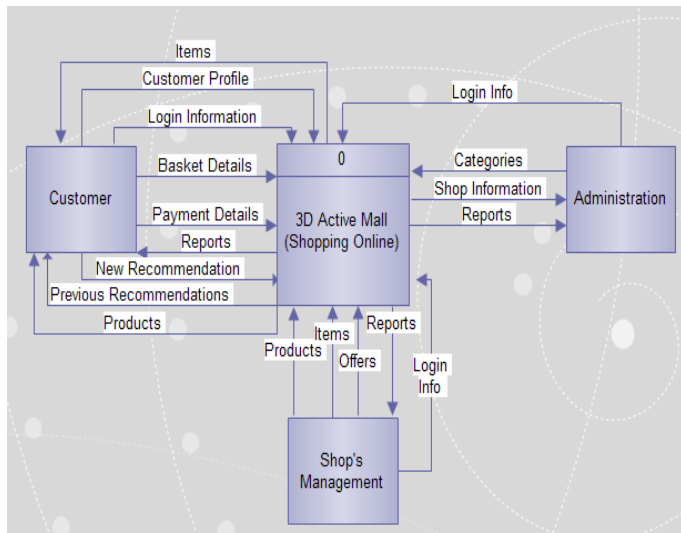 Items
Customer Profile
Login Info
Login Information
0
Categories
Basket Details
Customer
3D Active Mall
(Shopping Online)
Shop Information
Administration
Payment Details
Reports
Reports
New Recommendation
Previous Recommendations
Products
Products
Items
Offers
Reports
Login
Info
Shop's
Management